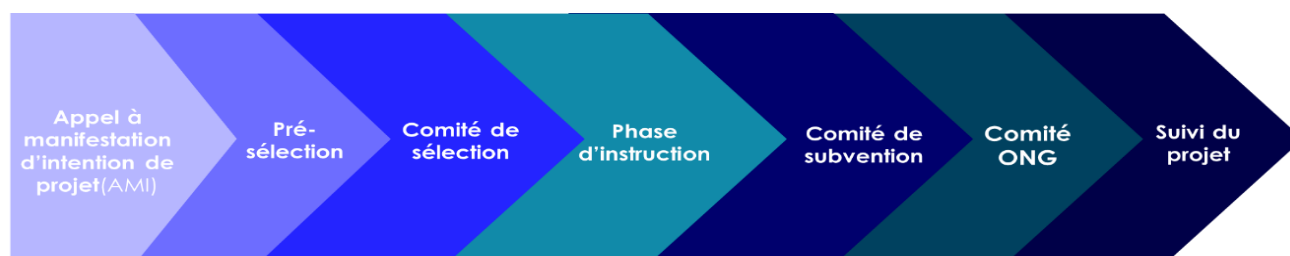 Appel à
manifestation
d'intention de
projet(AMI)
Pré-
sélection
Comité de
sélection
Phase
d'instruction
Comité de
subvention
Comité
ONG
Suivi du
projet